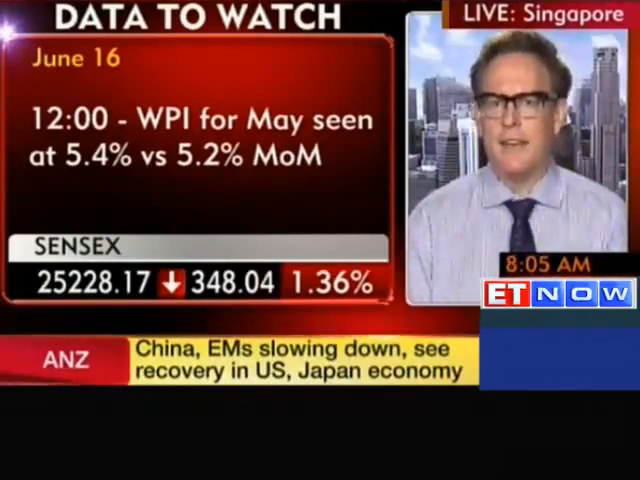 DATA TO WATCH
June 16
12:00 - WPI for May seen
at 5.4% vs 5.2% MoM
SENSEX
25228.17 348.04 1.36%
LIVE: Singapore
8:05 AM
ET NOW
ANZ
China, EMs slowing down, see
recovery in US, Japan economy